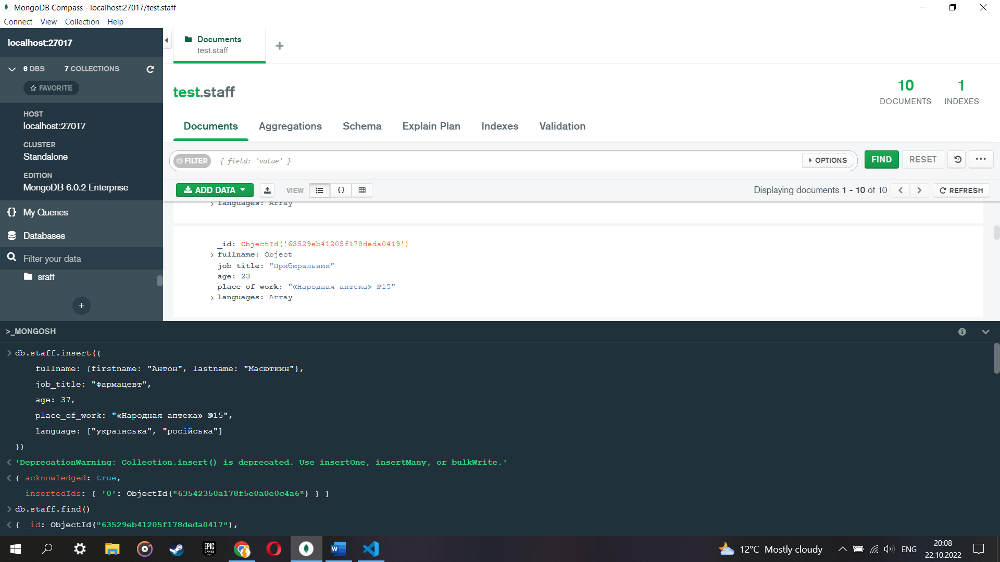 MongoDB Compass - localhost:27017/test.staff
Connect View Collection Help
localhost:27017
6 DBS 7 COLLECTIONS
FAVORITE
HOST
localhost:27017
CLUSTER
Standalone
EDITION
MongoDB 6.0.2 Enterprise
{} My Queries
Databases
Filter your data
sraff
+
Documents
test.staff
+
test.staff
10
DOCUMENTS
1
INDEXES
Documents Aggregations Schema Explain Plan Indexes Validation
FILTER { field: 'value' } OPTIONS FIND RESET ...
ADD DATA VIEW {} Displaying documents 1 - 10 of 10 < > REFRESH
> languages: Array
_id: ObjectId('63529eb41205f178deda0419')
> fullname: Object
job title: "Прибиральник"
age: 23
place of work: "«Народная аптека» №15"
> languages: Array
>_MONGOSH
> db.staff.insert({
fullname: {firstname: "Антон", lastname: "Масюткин"},
job_title: "Фармацевт",
age: 37,
place_of_work: "«Народная аптека» №15",
language: ["українська", "російська"]
})
< 'DeprecationWarning: Collection.insert() is deprecated. Use insertOne, insertMany, or bulkWrite.'
< { acknowledged: true,
insertedIds: { '0': ObjectId("63542350a178f5e0a0e0c4a6") } }
> db.staff.find()
< { _id: ObjectId("63529eb41205f178deda0417"),
EPIC GAMES
W
12°C Mostly cloudy
ENG
20:08
22.10.2022